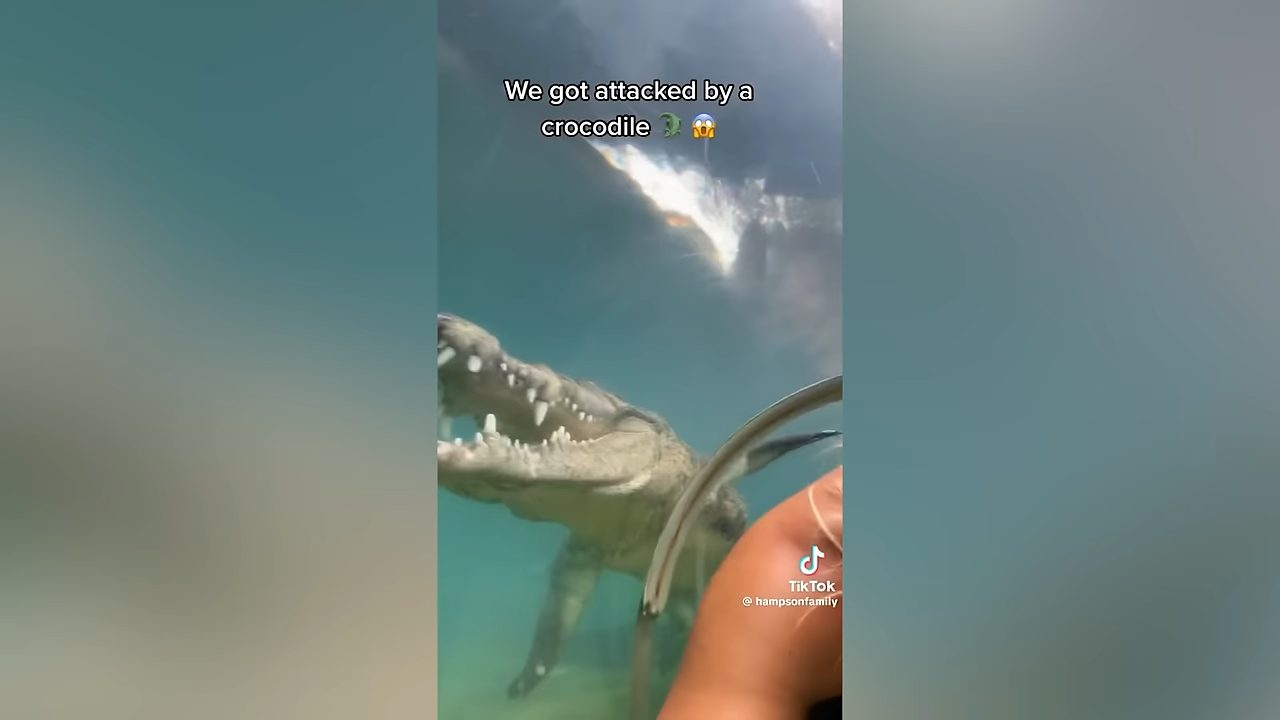 We got attacked by a
crocodile 🐊 😱
TikTok
@ hampsonfamily